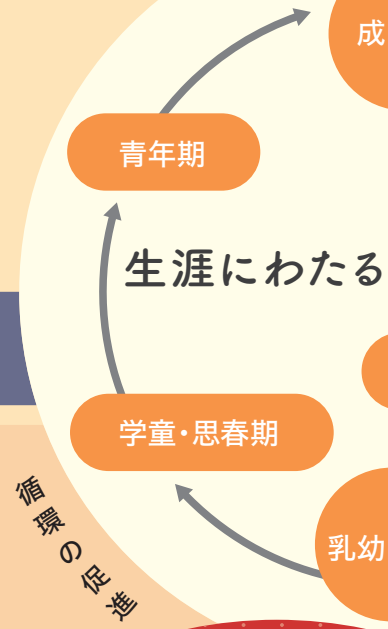 成
青年期
生涯にわたる
学童・思春期
乳幼
循環の促進